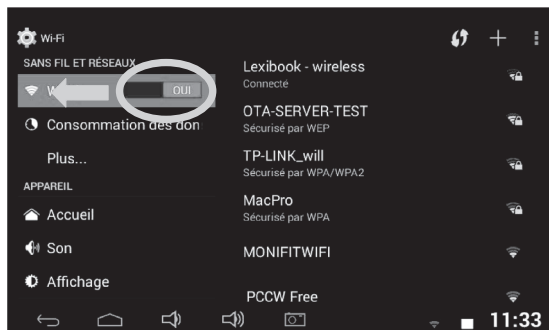 Wi-Fi
SANS FIL ET RÉSEAUX
W
OUI
Consommation des don
Plus...
APPAREIL
Accueil
Son
Affichage
Lexibook - wireless
Connecté
OTA-SERVER-TEST
Sécurisé par WEP
TP-LINK_will
Sécurisé par WPA/WPA2
MacPro
Sécurisé par WPA
MONIFITWIFI
PCCW Free
11:33